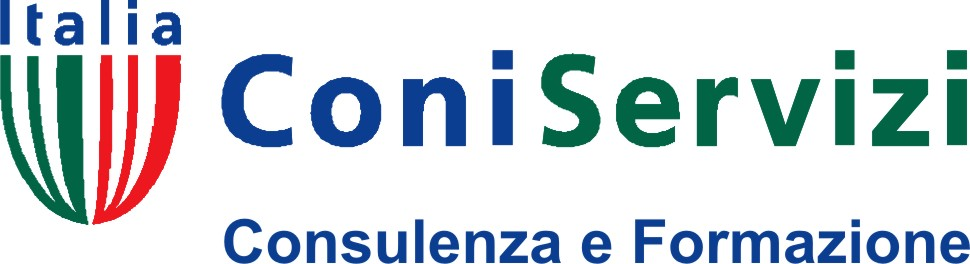 Italia
ConiServizi
Consulenza e Formazione